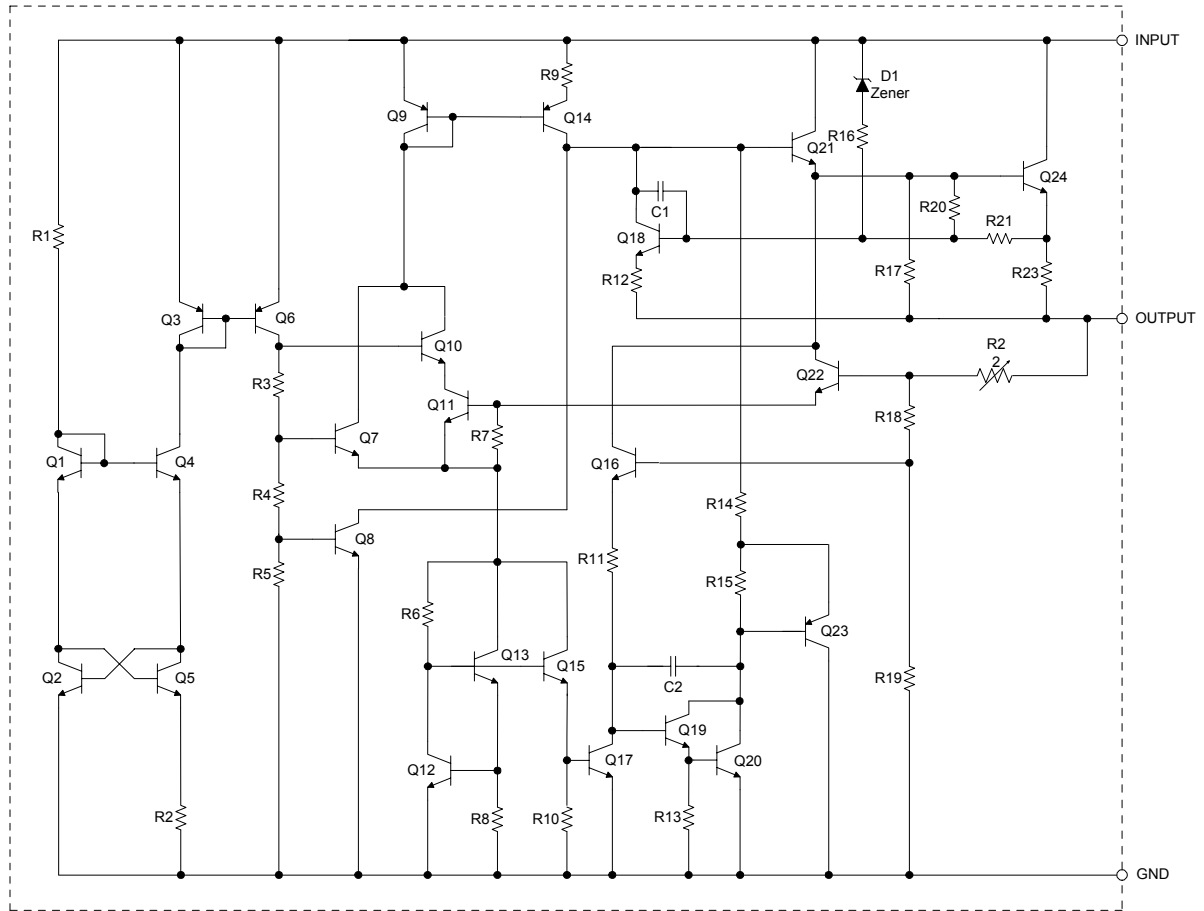 INPUT
R9
D1
Zener
Q9
Q14
R16
Q21
Q24
C1
R20
R21
R1
Q18
R12
R17
R23
Q3
Q6
OUTPUT
Q10
R2
2
R3
Q22
Q11
R18
R7
Q7
Q1
Q4
Q16
R4
R14
Q8
R11
R5
R15
R6
Q23
Q13
Q15
Q2
Q5
R19
C2
Q19
Q17
Q20
Q12
R2
R8
R10
R13
GND